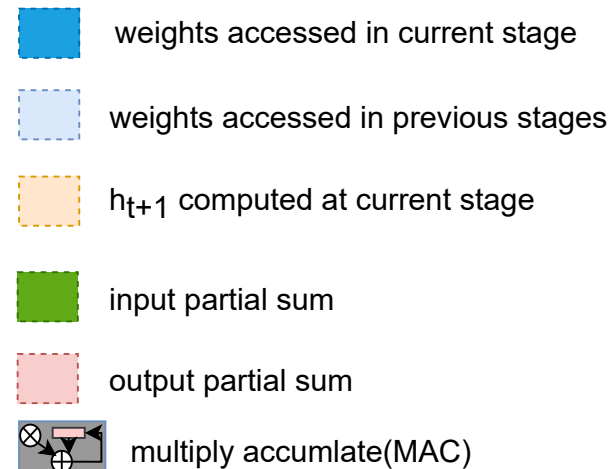 weights accessed in current stage
weights accessed in previous stages
h_{t+1} computed at current stage
input partial sum
output partial sum
multiply accumlate(MAC)